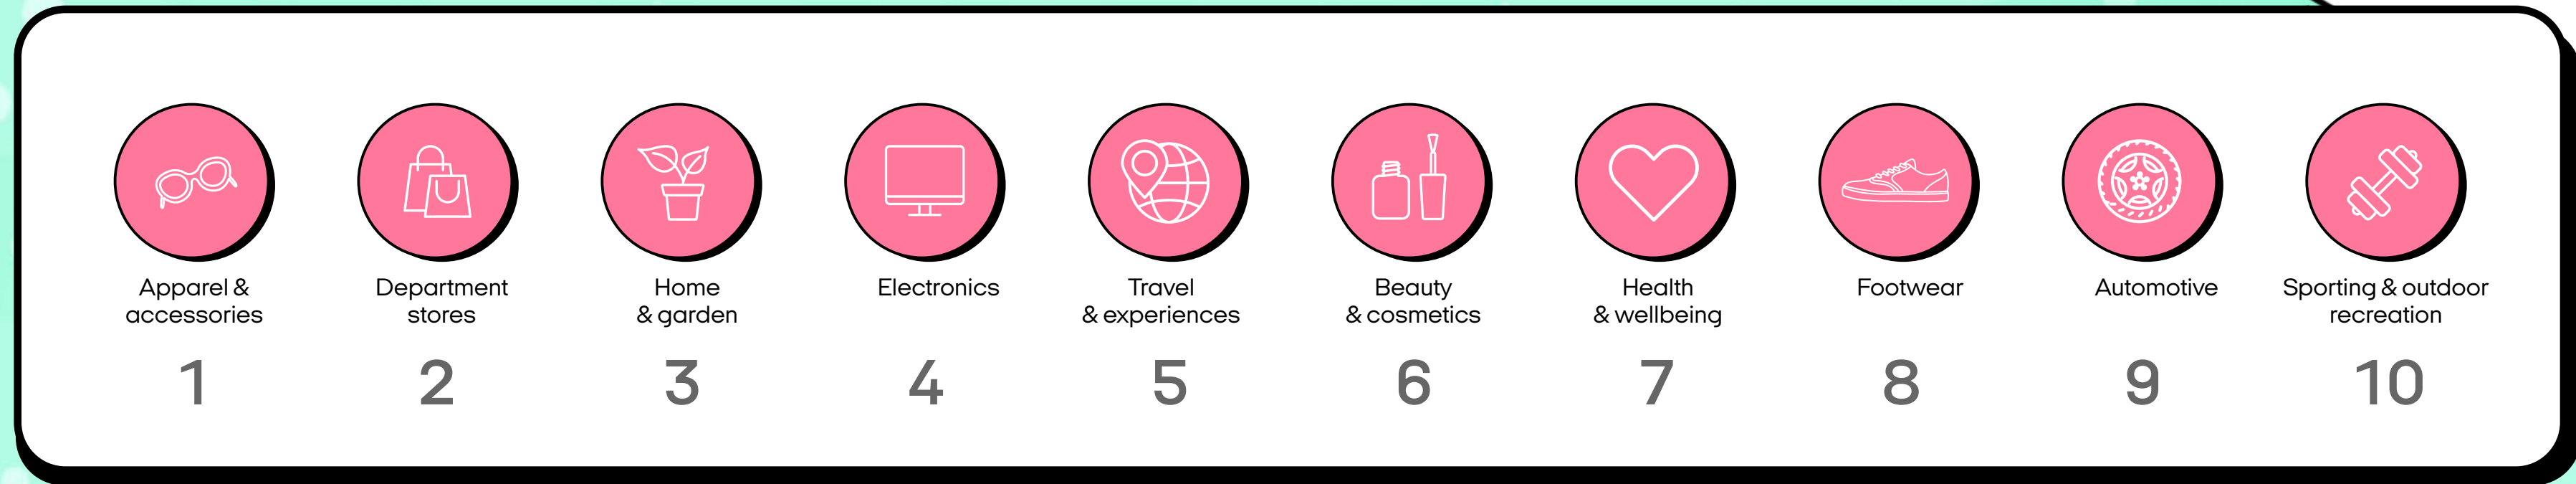 Apparel &
accessories
1
Department
stores
2
Home
& garden
3
Electronics
4
Travel
& experiences
5
Beauty
& cosmetics
6
Health
& wellbeing
7
Footwear
8
Automotive
9
Sporting & outdoor
recreation
10